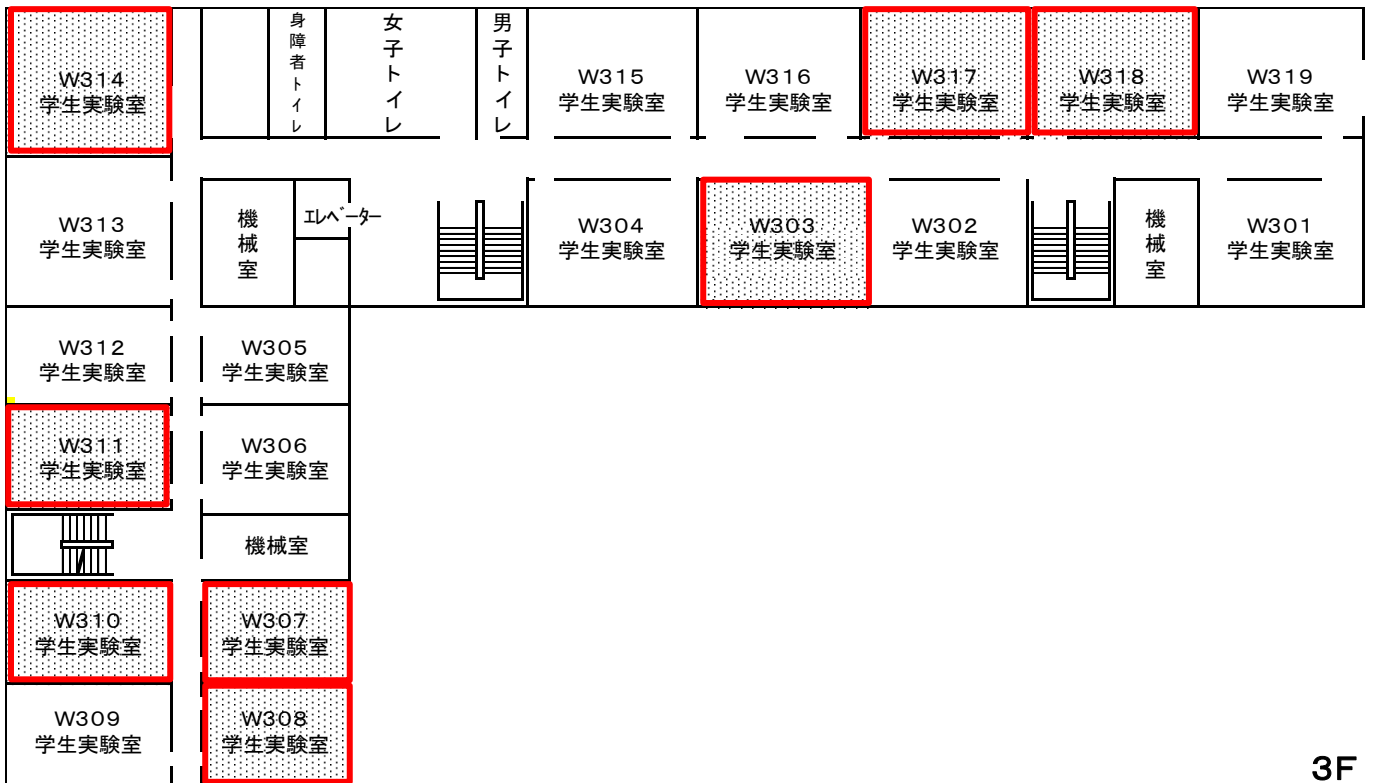 W314
学生実験室
身障者トイレ
女子トイレ
男子トイレ
W315
学生実験室
W316
学生実験室
W317
学生実験室
W318
学生実験室
W319
学生実験室
W313
学生実験室
機械室
エレベーター
W304
学生実験室
W303
学生実験室
W302
学生実験室
機械室
W301
学生実験室
W312
学生実験室
W305
学生実験室
W311
学生実験室
W306
学生実験室
機械室
W310
学生実験室
W307
学生実験室
W309
学生実験室
W308
学生実験室
3F